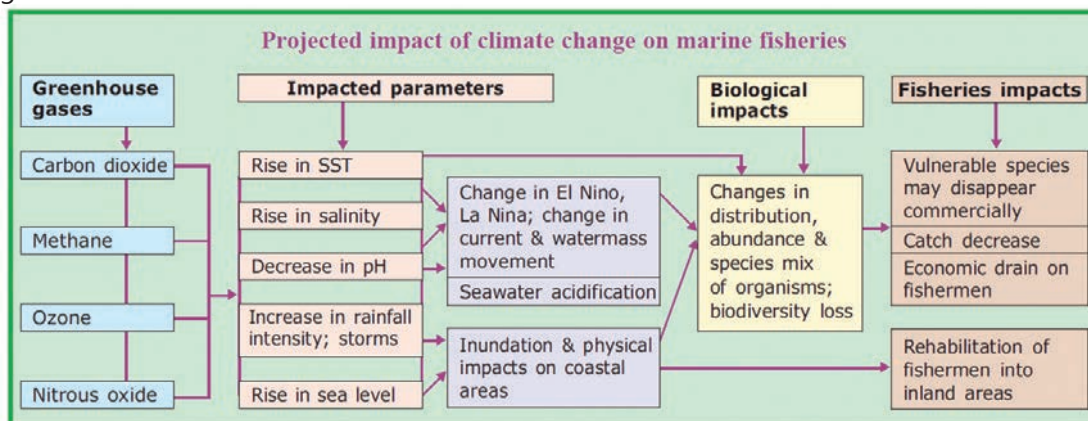 g
Projected impact of climate change on marine fisheries
Greenhouse
gases
Carbon dioxide
Methane
Ozone
Nitrous oxide
Impacted parameters
Rise in SST
Rise in salinity
Decrease in pH
Increase in rainfall
intensity; storms
Rise in sea level
Change in El Nino,
La Nina; change in
current & watermass
movement
Seawater acidification
Inundation & physical
impacts on coastal
areas
Biological
impacts
Changes in
distribution,
abundance &
species mix
of organisms;
biodiversity loss
Fisheries impacts
Vulnerable species
may disappear
commercially
Catch decrease
Economic drain on
fishermen
Rehabilitation of
fishermen into
inland areas